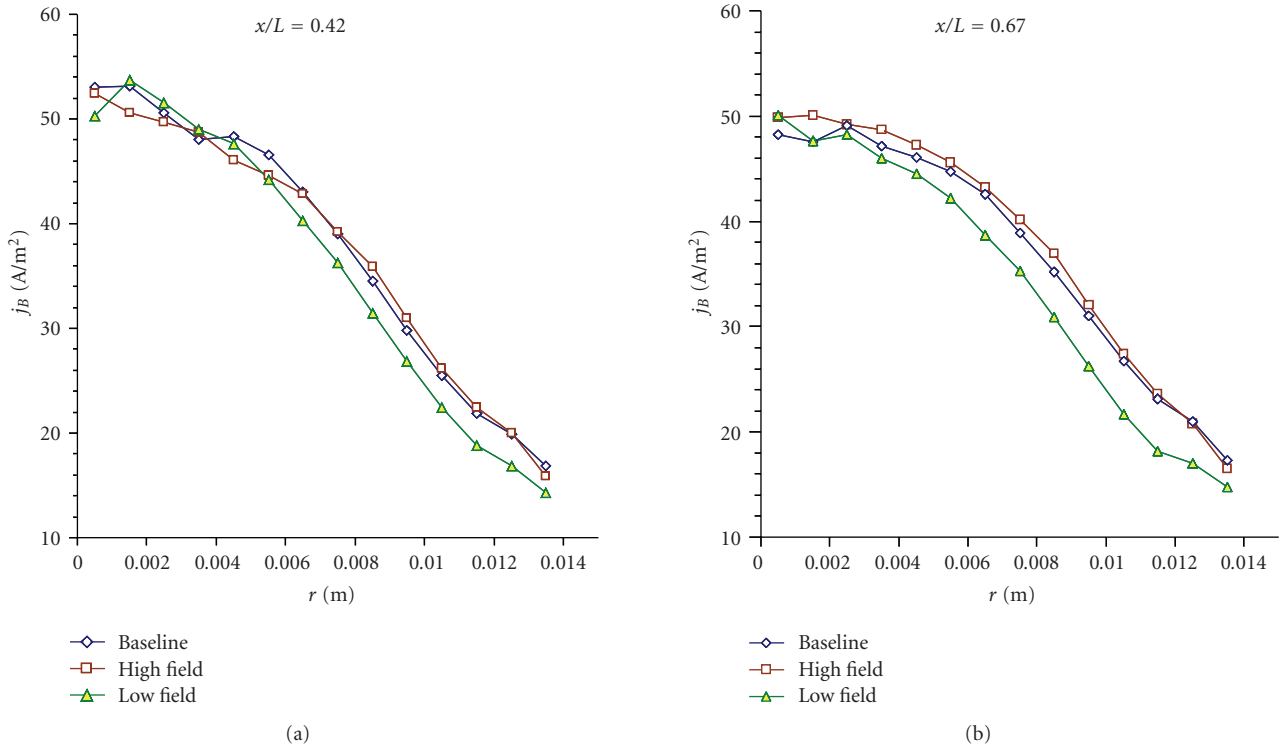 x/L = 0.42
60
50
40
30
20
10
j_B (A/m²)
0 0.002 0.004 0.006 0.008 0.01 0.012 0.014
r (m)
Baseline
High field
Low field
(a)
x/L = 0.67
60
50
40
30
20
10
j_B (A/m²)
0 0.002 0.004 0.006 0.008 0.01 0.012 0.014
r (m)
Baseline
High field
Low field
(b)